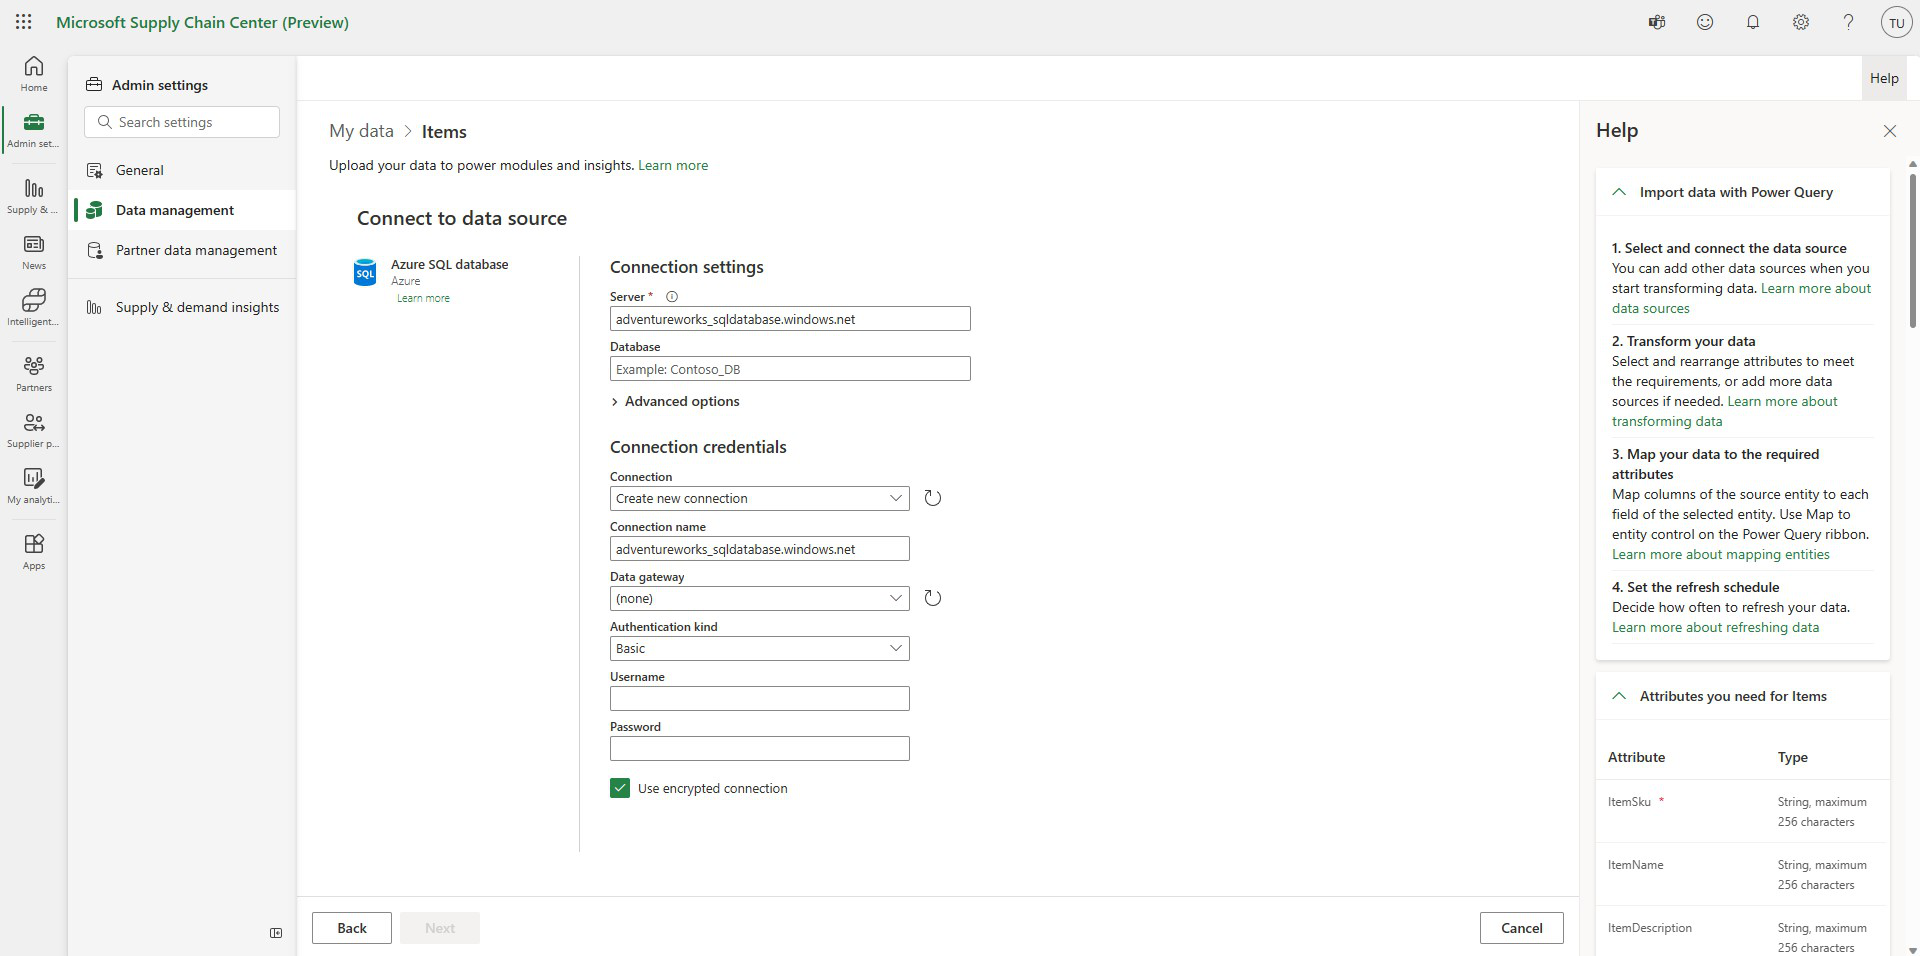 Microsoft Supply Chain Center (Preview)
TU
Home
Admin set...
Supply & ...
News
Intelligent...
Partners
Supplier p...
My analyti...
Apps
Admin settings
Search settings
General
Data management
Partner data management
Supply & demand insights
Help
My data > Items
Upload your data to power modules and insights. Learn more
Connect to data source
SQL
Azure SQL database
Azure
Learn more
Connection settings
Server *
adventureworks_sqldatabase.windows.net
Database
Example: Contoso_DB
Advanced options
Connection credentials
Connection
Create new connection
Connection name
adventureworks_sqldatabase.windows.net
Data gateway
(none)
Authentication kind
Basic
Username
Password
Use encrypted connection
Back
Next
Cancel
Help
Import data with Power Query
1. Select and connect the data source
You can add other data sources when you
start transforming data. Learn more about
data sources
2. Transform your data
Select and rearrange attributes to meet
the requirements, or add more data
sources if needed. Learn more about
transforming data
3. Map your data to the required
attributes
Map columns of the source entity to each
field of the selected entity. Use Map to
entity control on the Power Query ribbon.
Learn more about mapping entities
4. Set the refresh schedule
Decide how often to refresh your data.
Learn more about refreshing data
Attributes you need for Items
Attribute Type
ItemSku * String, maximum
256 characters
ItemName String, maximum
256 characters
ItemDescription String, maximum
256 characters